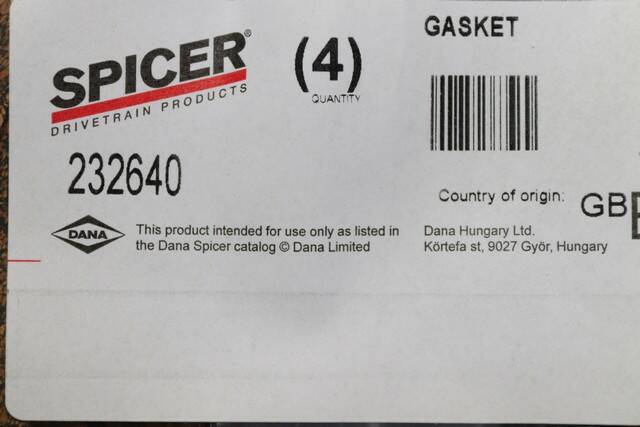 SPICER®
DRIVETRAIN PRODUCTS
(4)
QUANTITY
GASKET
232640
Country of origin: GB
DANA
This product intended for use only as listed in
the Dana Spicer catalog © Dana Limited
Dana Hungary Ltd.
Körtefa st, 9027 Györ, Hungary